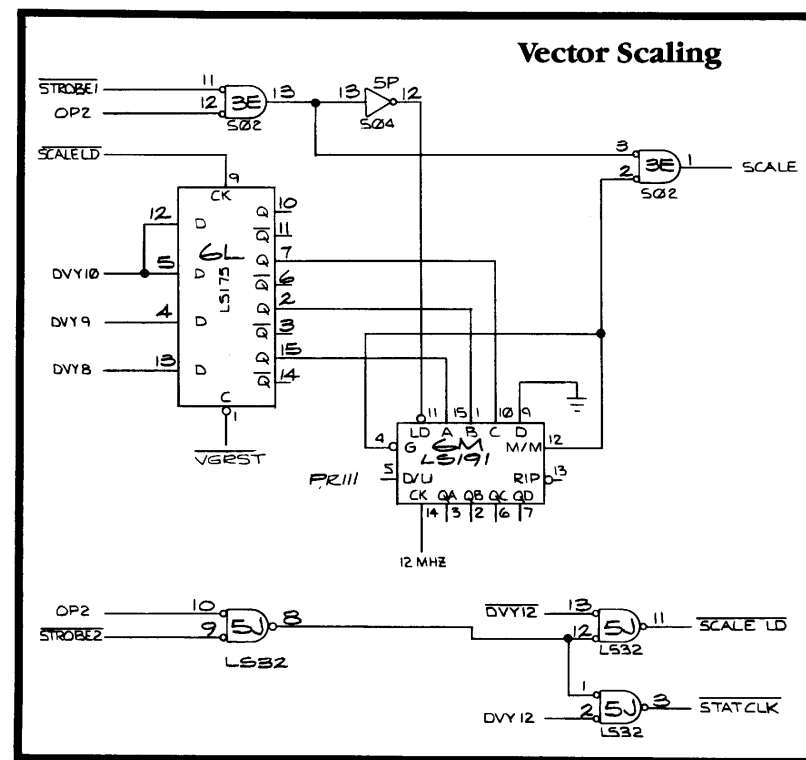 Vector Scaling
STROBE1 11
OP2 12
3E 13
S02
13 5P 12
S04
SCALELD
9
CK
3
2
3E 1 SCALE
S02
12 D Q 10
Q 11
6L
LS175
DVY10 5 D Q 7
Q 6
DVY9 4 D Q 2
Q 3
DVY8 13 D Q 15
Q 14
C
1
VGRST
11 15 1 10 9
LD A B C D
4 G 6M M/M 12
LS191
PR111 5 D/U RIP 13
CK QA QB QC QD
14 3 2 6 7
12 MHZ
OP2 10
STROBE2 9
5J 8
LS32
DVY12 13
12
5J 11 SCALE LD
LS32
1
DVY12 2
5J 3 STATCLK
LS32